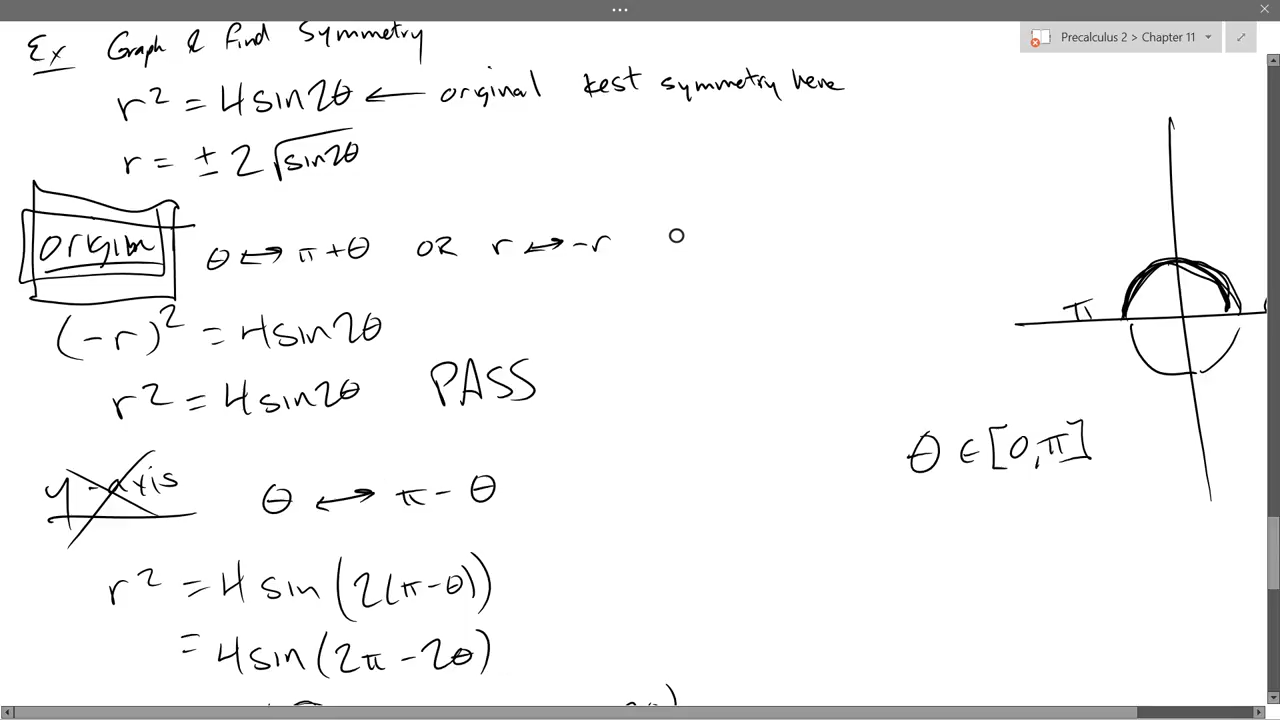 Precalculus 2 > Chapter 11
Ex Graph & Find Symmetry
r² = 4sin2θ ← original test symmetry here
r = ± 2√sin2θ
origin θ ↔ π+θ OR r ↔ -r
(-r)² = 4sin2θ
r² = 4sin2θ PASS
π
θ ∈ [0,π]
y-axis θ ↔ π - θ
r² = 4 sin(2(π-θ))
= 4sin(2π - 2θ)